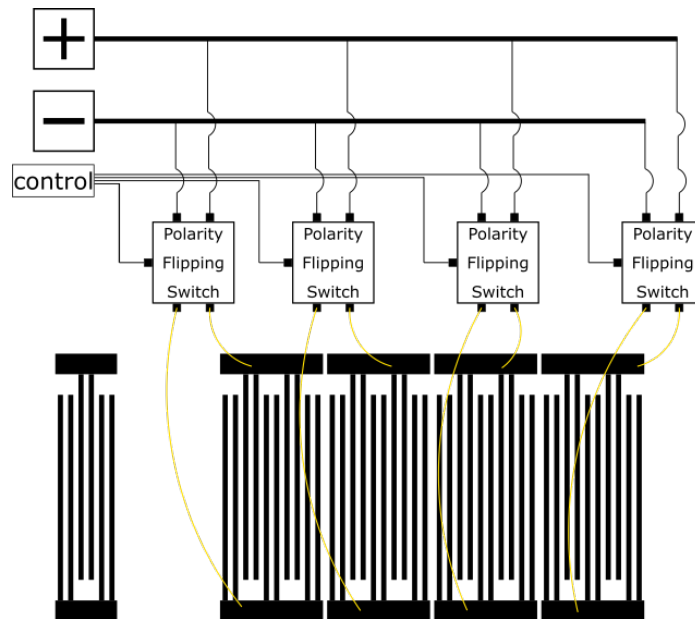 +
−
control
Polarity
Flipping
Switch
Polarity
Flipping
Switch
Polarity
Flipping
Switch
Polarity
Flipping
Switch